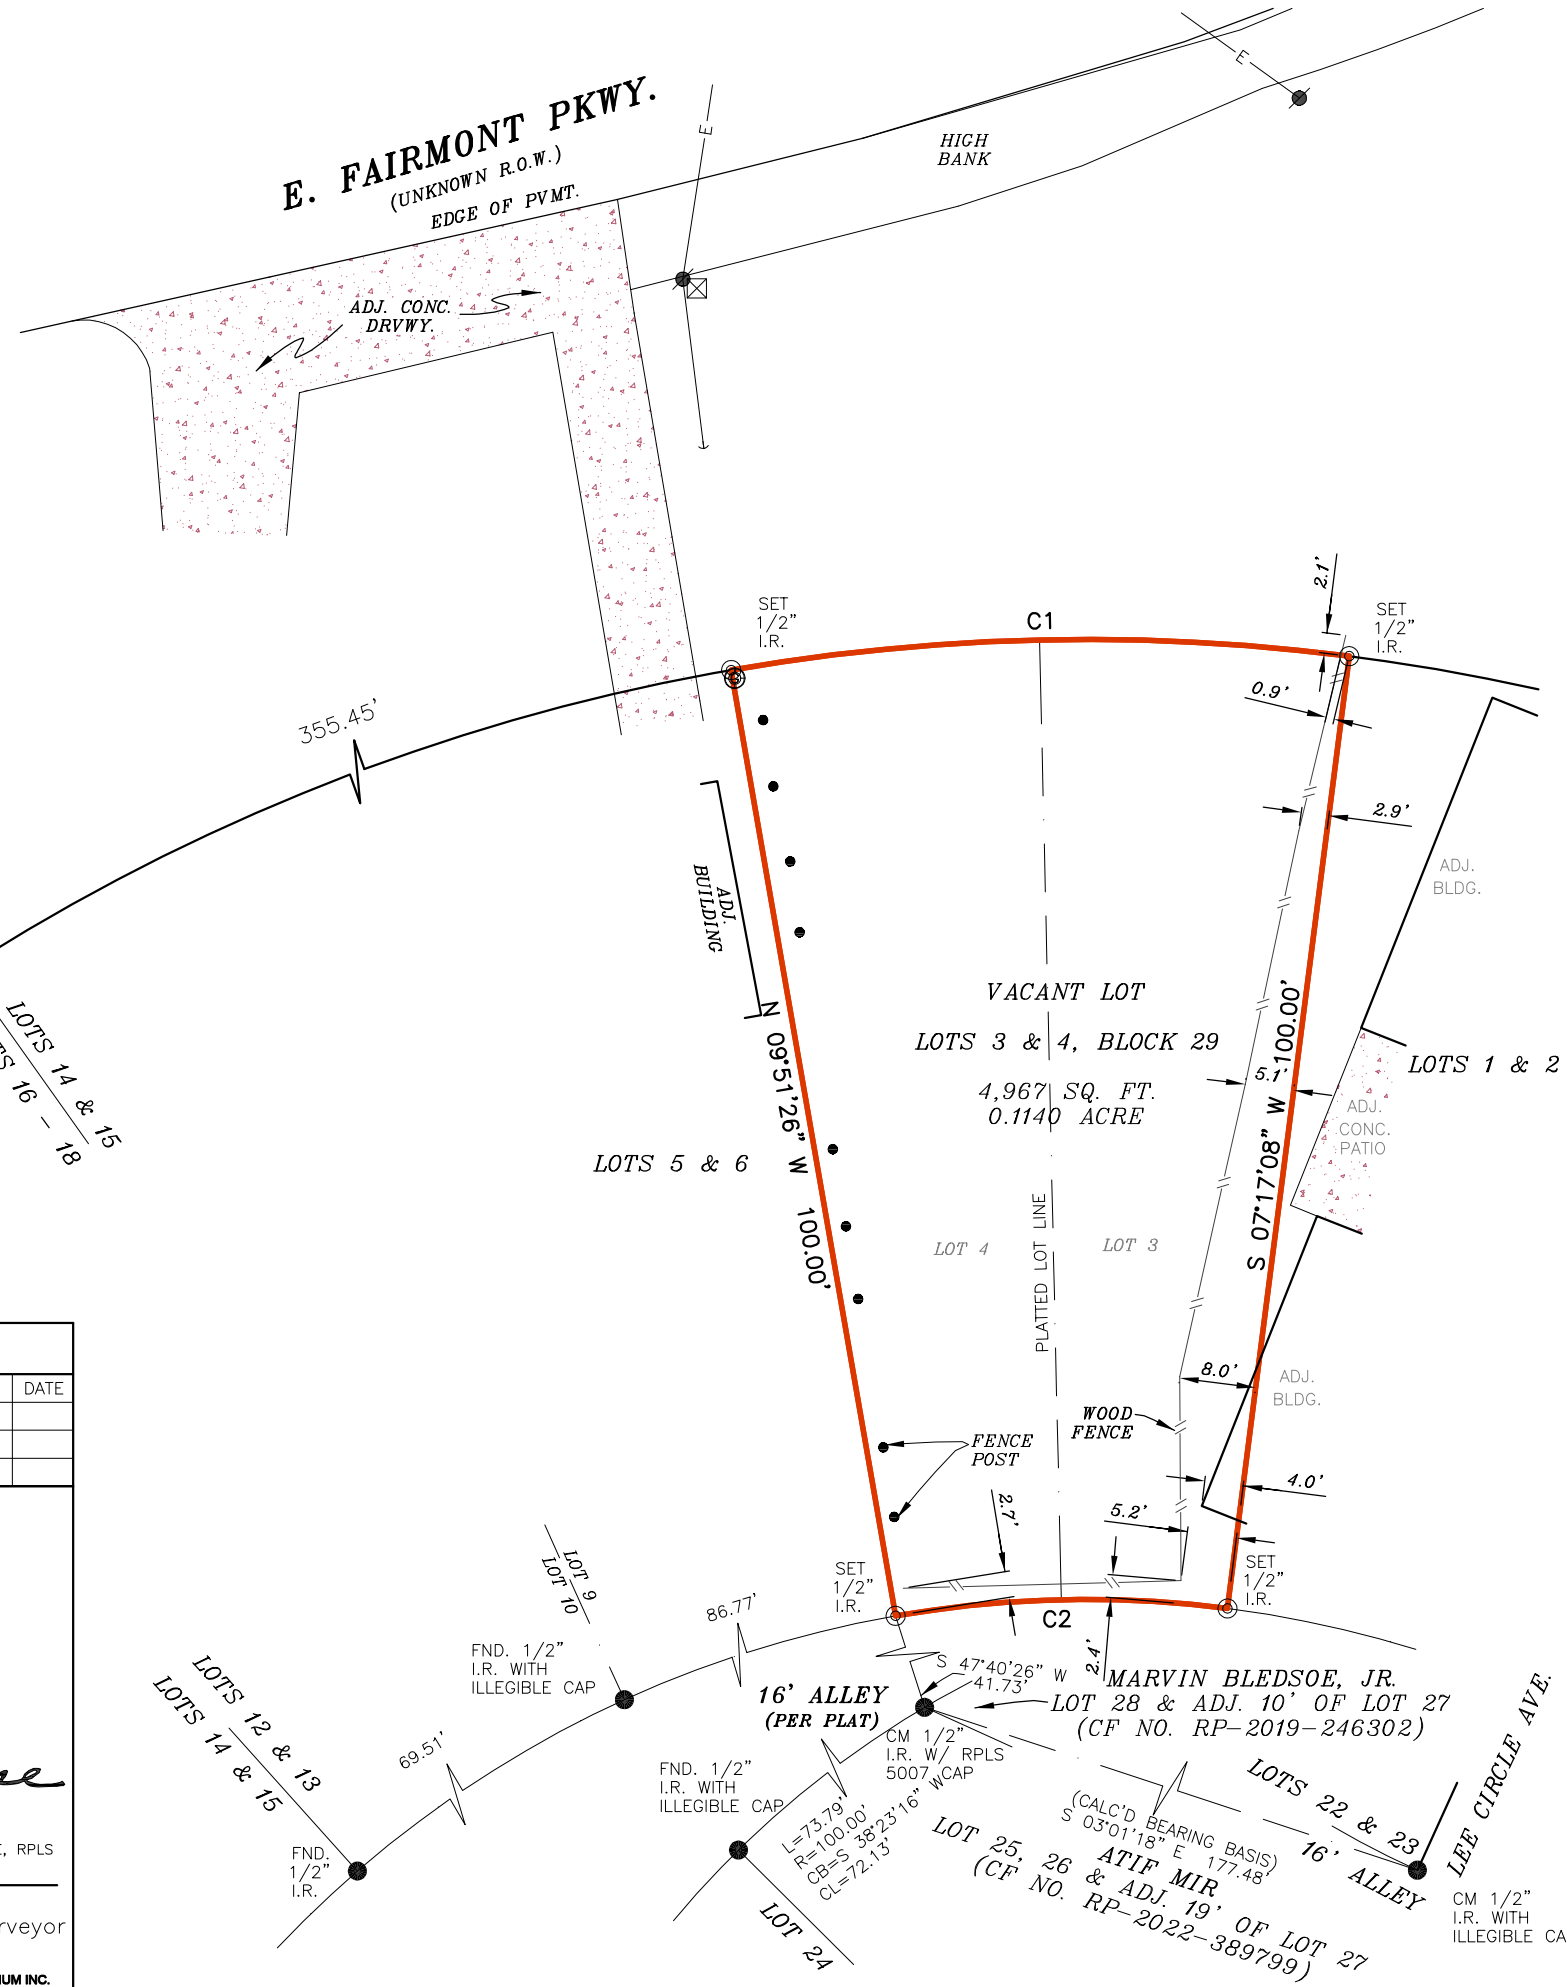 E. FAIRMONT PKWY.
(UNKNOWN R.O.W.)
EDGE OF PVMT.
E
E
HIGH
BANK
ADJ. CONC.
DRVWY.
355.45'
SET
1/2"
I.R.
C1
2.1'
SET
1/2"
I.R.
0.9'
2.9'
ADJ.
BLDG.
ADJ.
BUILDING
N 09°51'26" W 100.00'
VACANT LOT
LOTS 3 & 4, BLOCK 29
4,967 SQ. FT.
0.1140 ACRE
S 07°17'08" W 100.00'
5.1'
LOTS 1 & 2
ADJ.
CONC.
PATIO
LOTS 14 & 15
16 - 18
LOTS 5 & 6
LOT 4
LOT 3
PLATTED LOT LINE
8.0'
ADJ.
BLDG.
WOOD
FENCE
FENCE
POST
2.7'
5.2'
4.0'
DATE
SET
1/2"
I.R.
SET
1/2"
I.R.
C2
2.4'
LOT 9
LOT 10
86.77'
FND. 1/2"
I.R. WITH
ILLEGIBLE CAP
S 47°40'26" W
41.73'
16' ALLEY
(PER PLAT)
MARVIN BLEDSOE, JR.
LOT 28 & ADJ. 10' OF LOT 27
(CF NO. RP-2019-246302)
LOTS 12 & 13
LOTS 14 & 15
69.51'
CM 1/2"
I.R. W/ RPLS
5007 CAP
FND. 1/2"
I.R. WITH
ILLEGIBLE CAP
L=73.79'
R=100.00'
CB=S 38°23'16" W
CL=72.13'
(CALC'D BEARING BASIS)
S 03°01'18" E 177.48'
LOTS 22 & 23
16' ALLEY
LEE CIRCLE AVE.
ATIF MIR
LOT 25, 26 & ADJ. 19' OF LOT 27
(CF NO. RP-2022-389799)
LOT 24
FND.
1/2"
I.R.
CM 1/2"
I.R. WITH
ILLEGIBLE CA
, RPLS
rveyor
IUM INC.